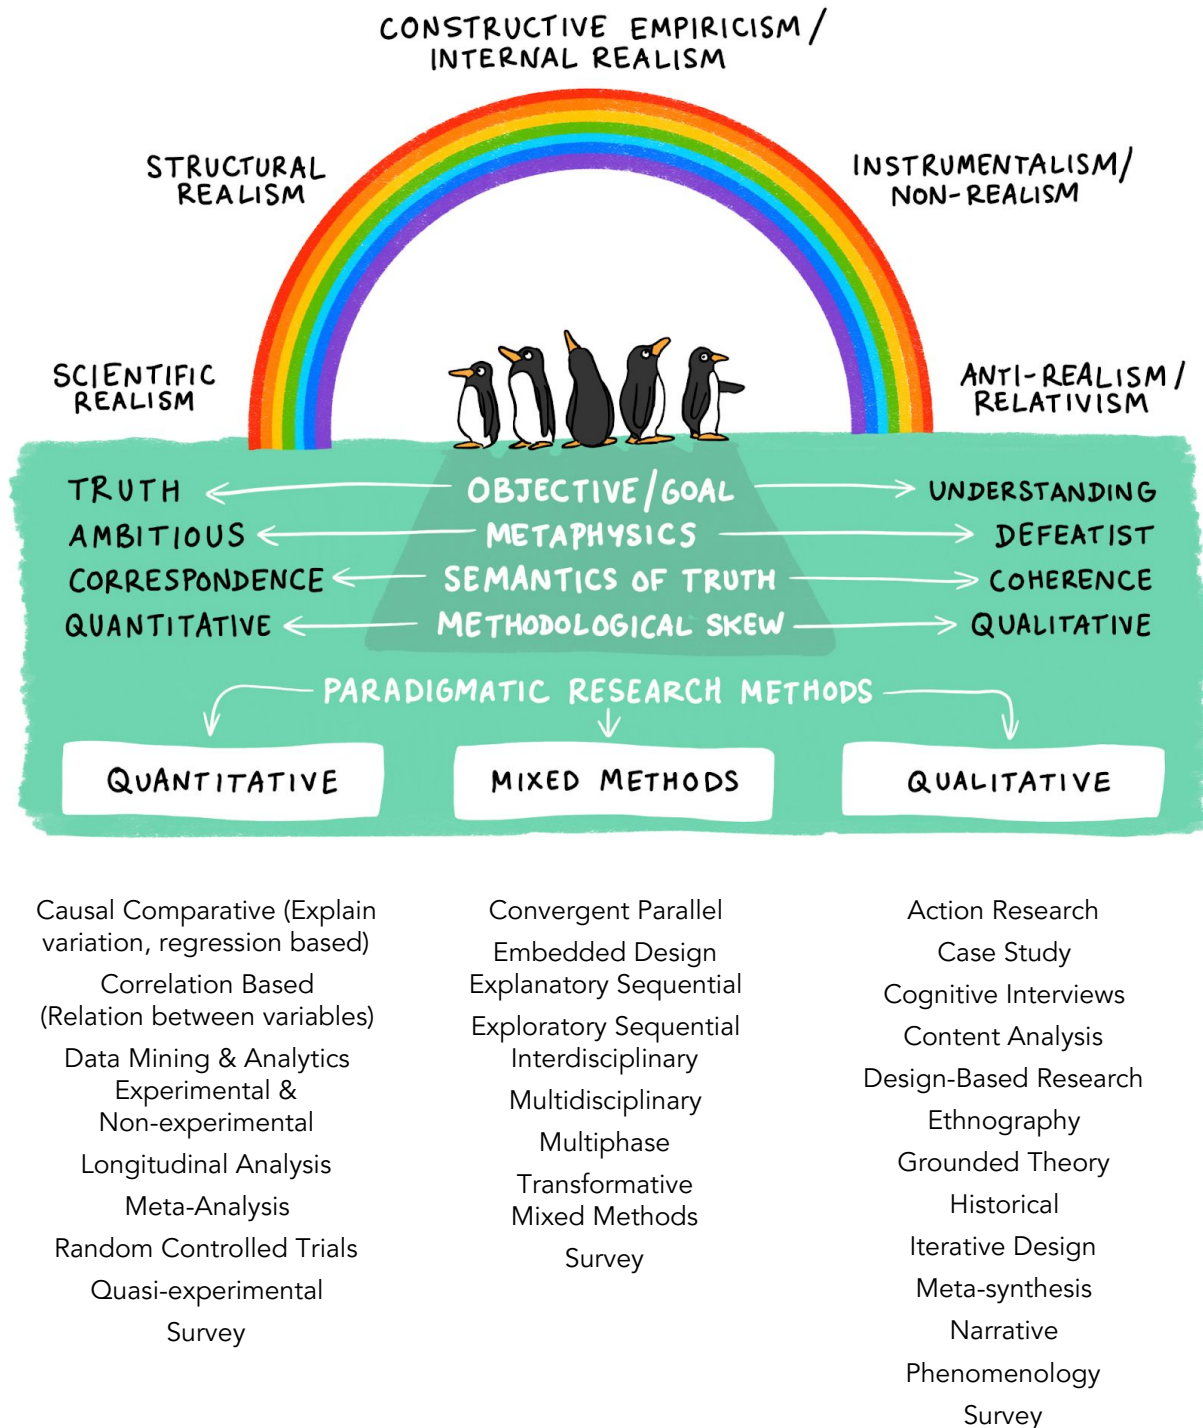 CONSTRUCTIVE EMPIRICISM /
INTERNAL REALISM
STRUCTURAL
REALISM
INSTRUMENTALISM/
NON-REALISM
SCIENTIFIC
REALISM
ANTI-REALISM /
RELATIVISM
TRUTH OBJECTIVE/GOAL UNDERSTANDING
AMBITIOUS METAPHYSICS DEFEATIST
CORRESPONDENCE SEMANTICS OF TRUTH COHERENCE
QUANTITATIVE METHODOLOGICAL SKEW QUALITATIVE
PARADIGMATIC RESEARCH METHODS
QUANTITATIVE
MIXED METHODS
QUALITATIVE
Causal Comparative (Explain
variation, regression based)
Correlation Based
(Relation between variables)
Data Mining & Analytics
Experimental &
Non-experimental
Longitudinal Analysis
Meta-Analysis
Random Controlled Trials
Quasi-experimental
Survey
Convergent Parallel
Embedded Design
Explanatory Sequential
Exploratory Sequential
Interdisciplinary
Multidisciplinary
Multiphase
Transformative
Mixed Methods
Survey
Action Research
Case Study
Cognitive Interviews
Content Analysis
Design-Based Research
Ethnography
Grounded Theory
Historical
Iterative Design
Meta-synthesis
Narrative
Phenomenology
Survey